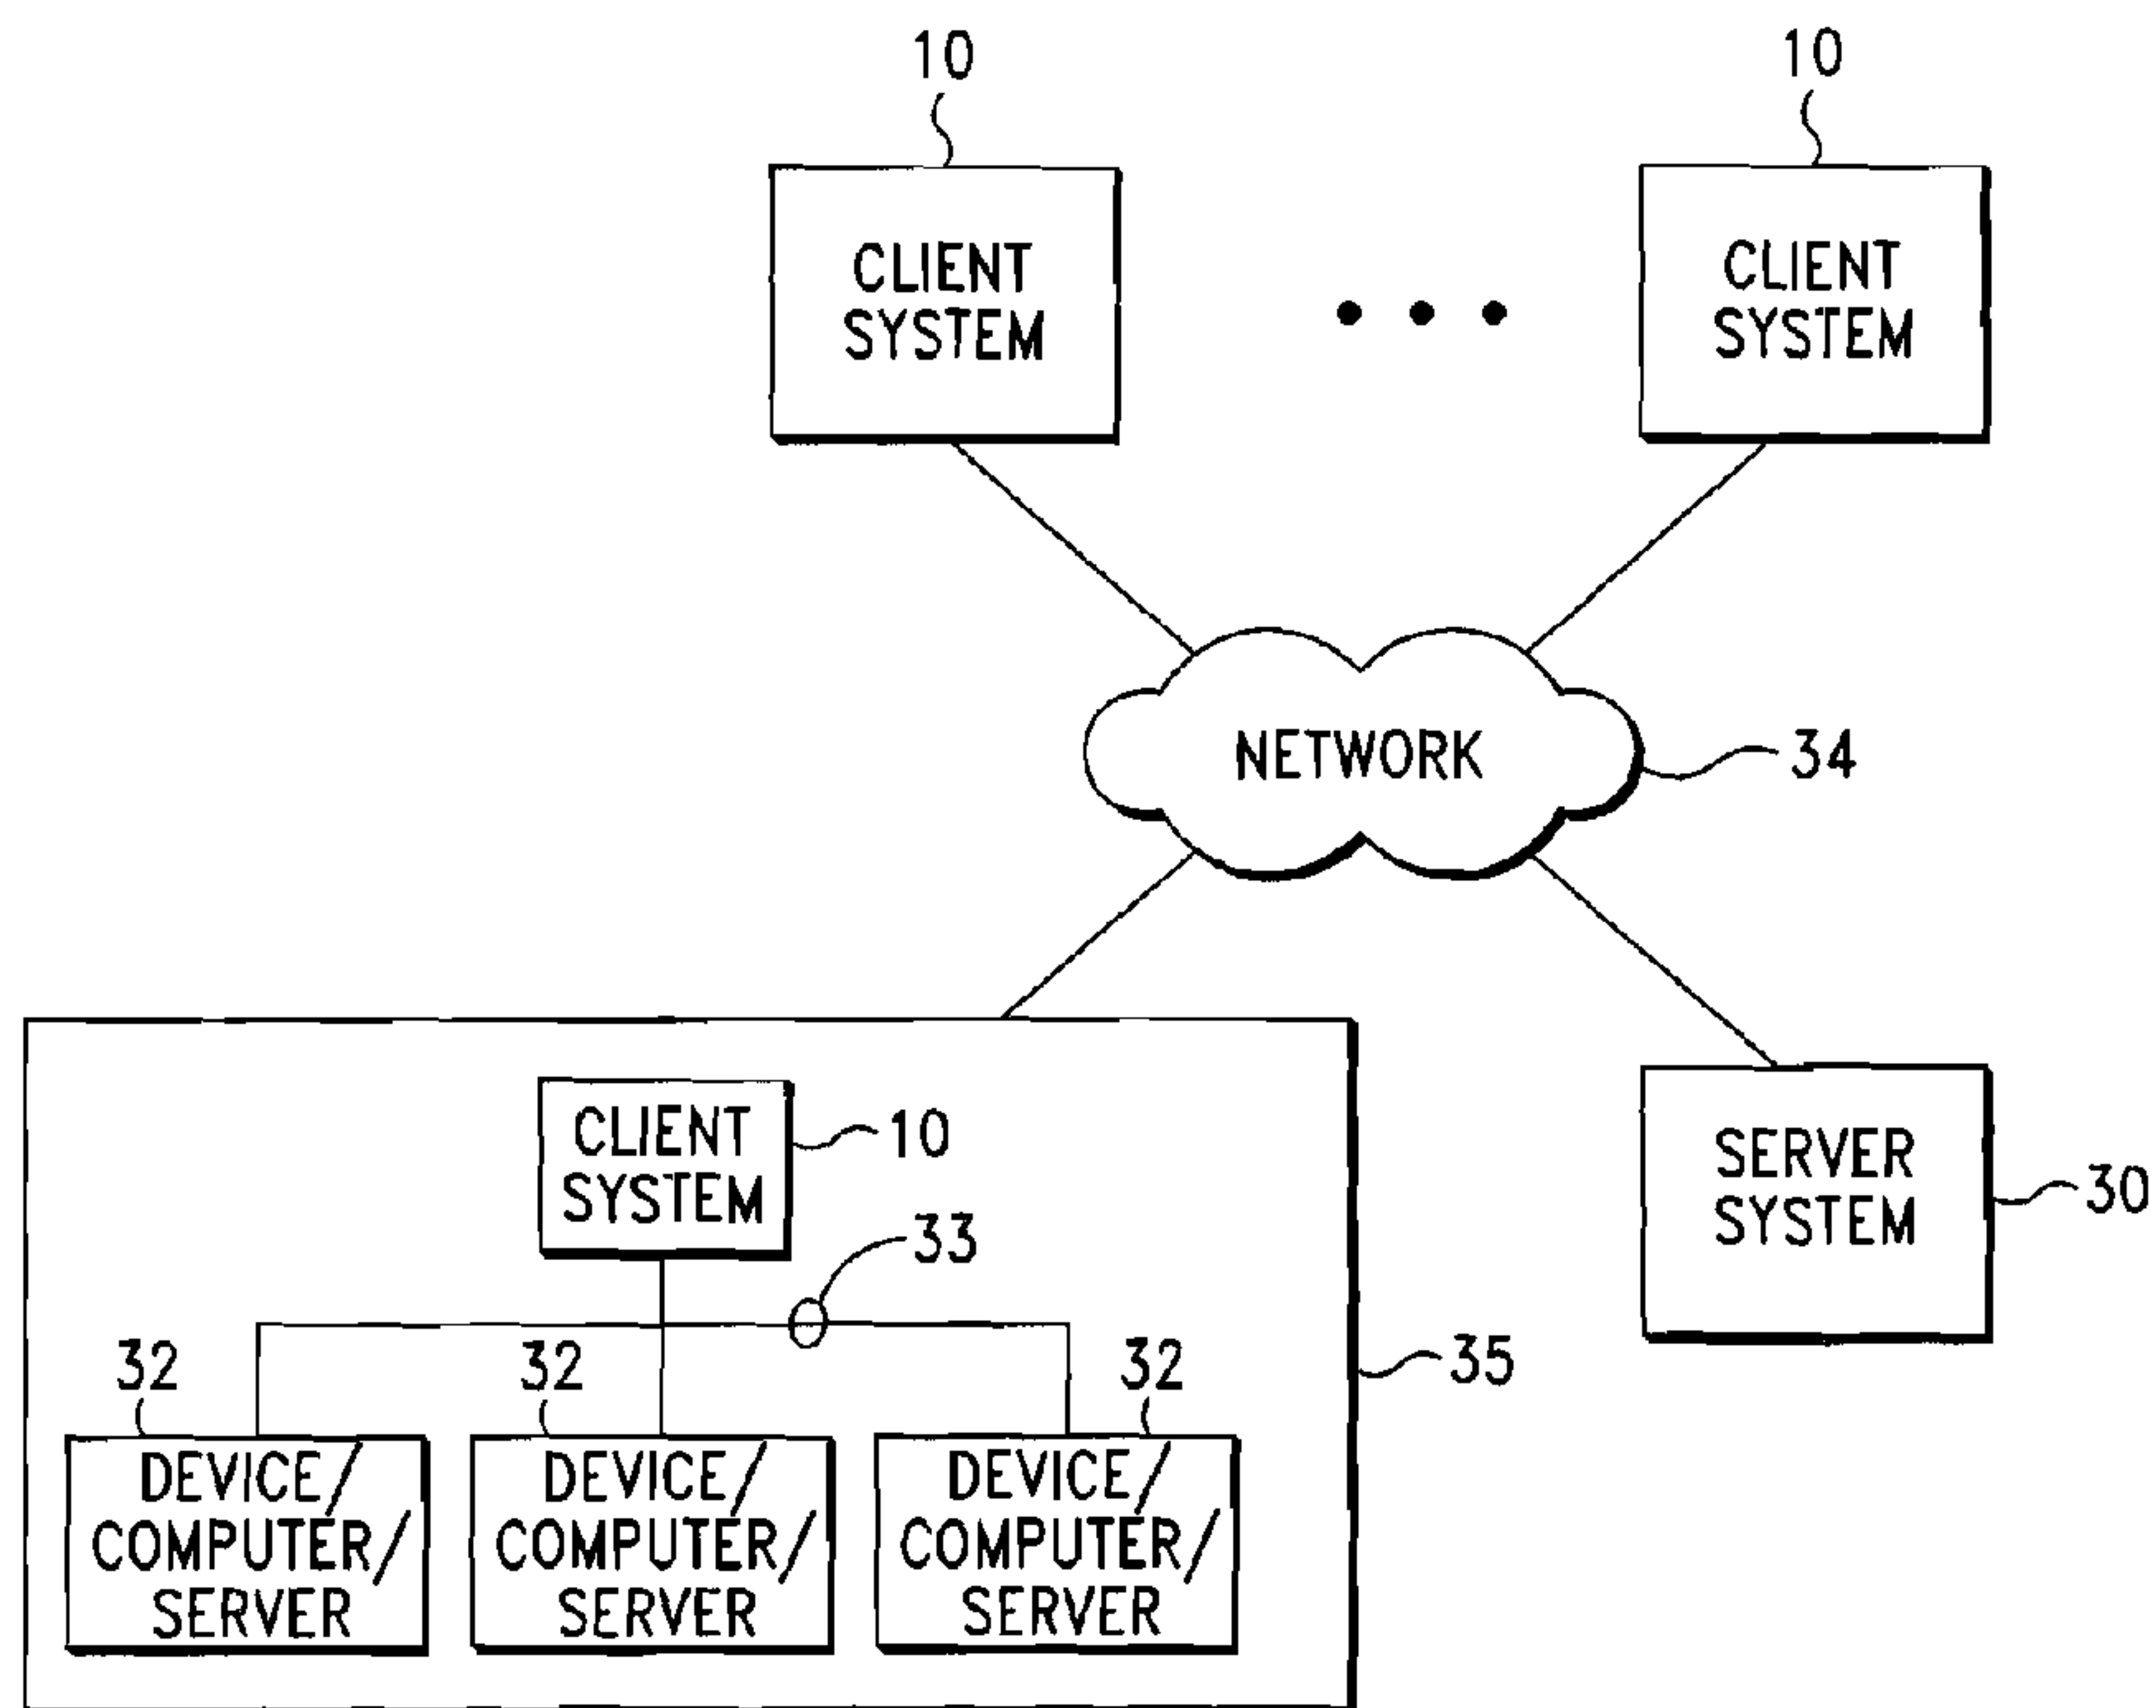 10
10
CLIENT
SYSTEM
CLIENT
SYSTEM
NETWORK
34
CLIENT
SYSTEM
10
33
SERVER
SYSTEM
30
32
32
32
35
DEVICE/
COMPUTER/
SERVER
DEVICE/
COMPUTER/
SERVER
DEVICE/
COMPUTER/
SERVER